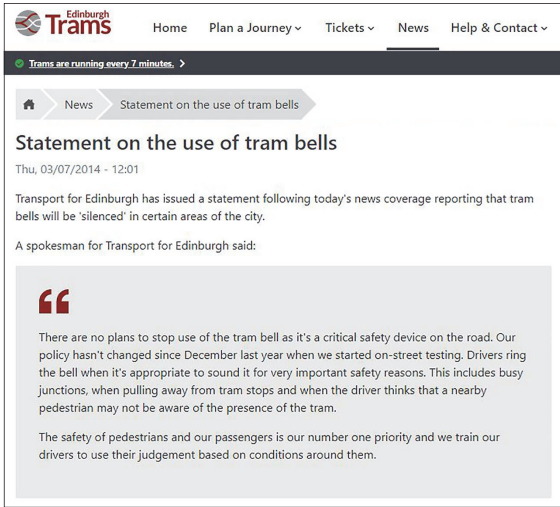 Edinburgh
Trams
Home Plan a Journey Tickets News Help & Contact
Trams are running every 7 minutes.
News Statement on the use of tram bells
Statement on the use of tram bells
Thu, 03/07/2014 - 12:01
Transport for Edinburgh has issued a statement following today's news coverage reporting that tram
bells will be 'silenced' in certain areas of the city.
A spokesman for Transport for Edinburgh said:
There are no plans to stop use of the tram bell as it's a critical safety device on the road. Our
policy hasn't changed since December last year when we started on-street testing. Drivers ring
the bell when it's appropriate to sound it for very important safety reasons. This includes busy
junctions, when pulling away from tram stops and when the driver thinks that a nearby
pedestrian may not be aware of the presence of the tram.
The safety of pedestrians and our passengers is our number one priority and we train our
drivers to use their judgement based on conditions around them.